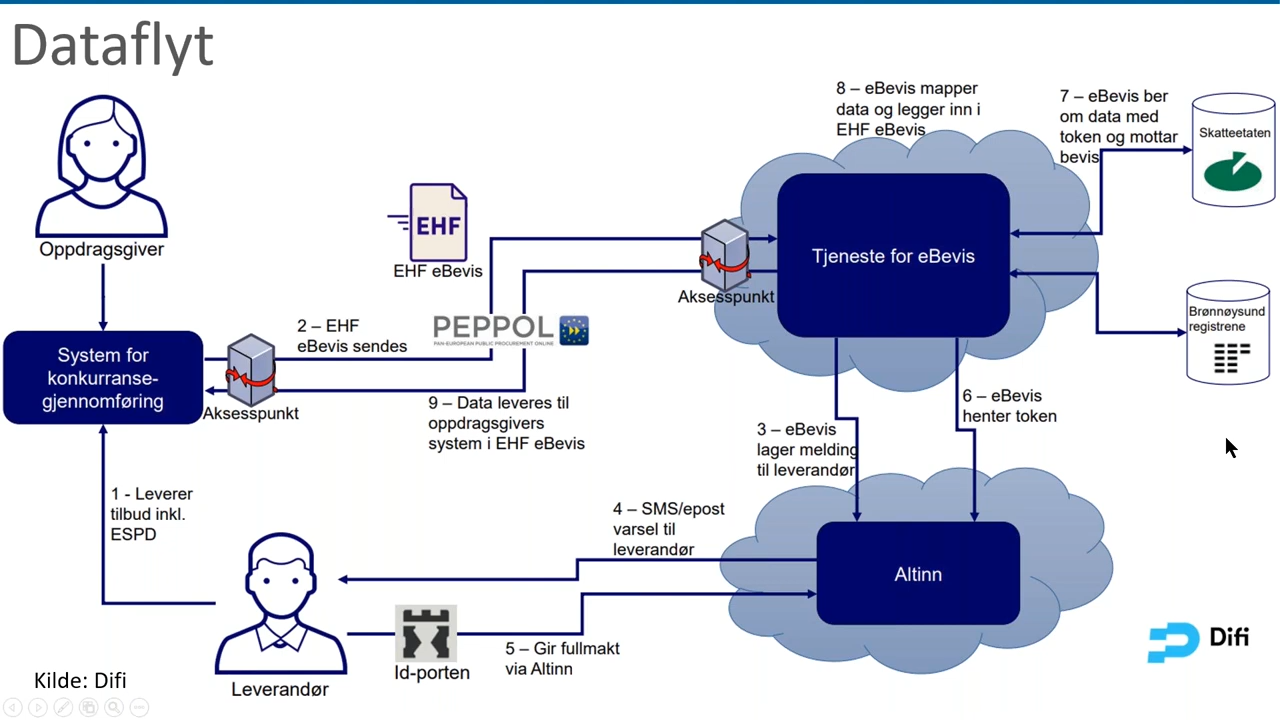 Dataflyt
8 – eBevis mapper
data og legger inn i
EHF eBevis
7 – eBevis ber
om data med
token og mottar
bevis
Skatteetaten
Oppdragsgiver
EHF
EHF eBevis
Tjeneste for eBevis
Aksesspunkt
Brønnøysund
registrene
2 – EHF
eBevis sendes
PEPPOL
PAN-EUROPEAN PUBLIC PROCUREMENT ONLINE
System for
konkurranse-
gjennomføring
Aksesspunkt
9 – Data leveres til
oppdragsgivers
system i EHF eBevis
6 – eBevis
henter token
3 – eBevis
lager melding
til leverandør
1 - Leverer
tilbud inkl.
ESPD
4 – SMS/epost
varsel til
leverandør
Altinn
5 – Gir fullmakt
via Altinn
Id-porten
Leverandør
Difi
Kilde: Difi